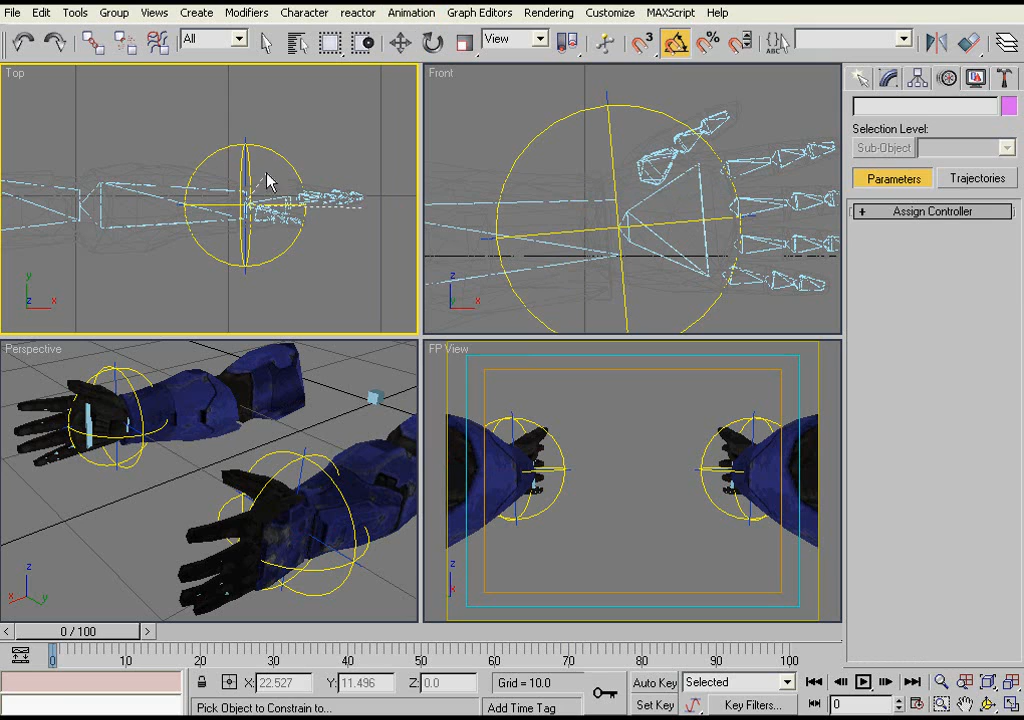 File Edit Tools Group Views Create Modifiers Character reactor Animation Graph Editors Rendering Customize MAXScript Help
All View 3 % ABC
Top
Front
Selection Level:
Sub-Object
Parameters Trajectories
+ Assign Controller
y
z x
z
y x
Perspective
FP View
z
x y
z
x
< 0 / 100 >
0 10 20 30 40 50 60 70 80 90 100
X: 22.527 Y: 11.496 Z: 0.0 Grid = 10.0 Auto Key Selected
Pick Object to Constrain to... Add Time Tag Set Key Key Filters... 0